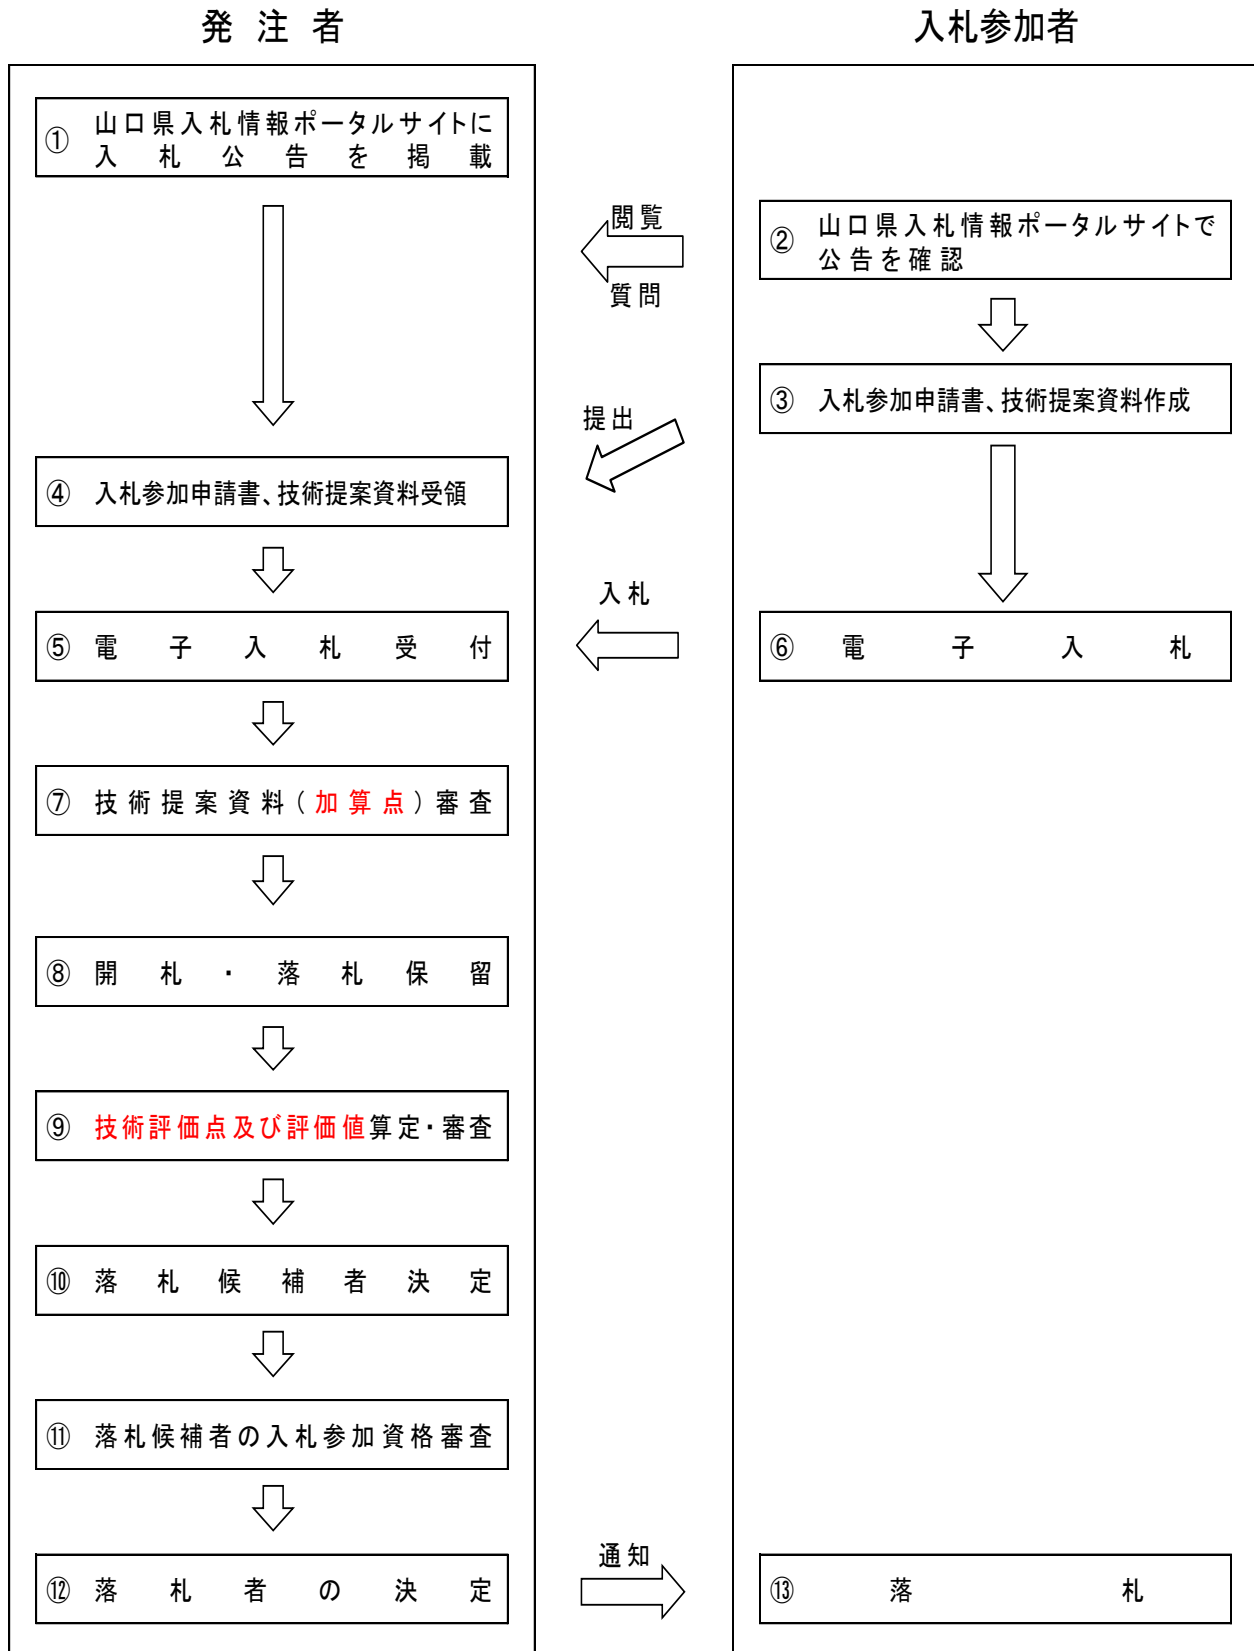 発注者
入札参加者
① 山口県入札情報ポータルサイトに
入札公告を掲載
閲覧
質問
② 山口県入札情報ポータルサイトで
公告を確認
③ 入札参加申請書、技術提案資料作成
提出
④ 入札参加申請書、技術提案資料受領
入札
⑤ 電子入札受付
⑥ 電子入札
⑦ 技術提案資料(加算点)審査
⑧ 開札・落札保留
⑨ 技術評価点及び評価値算定・審査
⑩ 落札候補者決定
⑪ 落札候補者の入札参加資格審査
通知
⑫ 落札者の決定
⑬ 落札